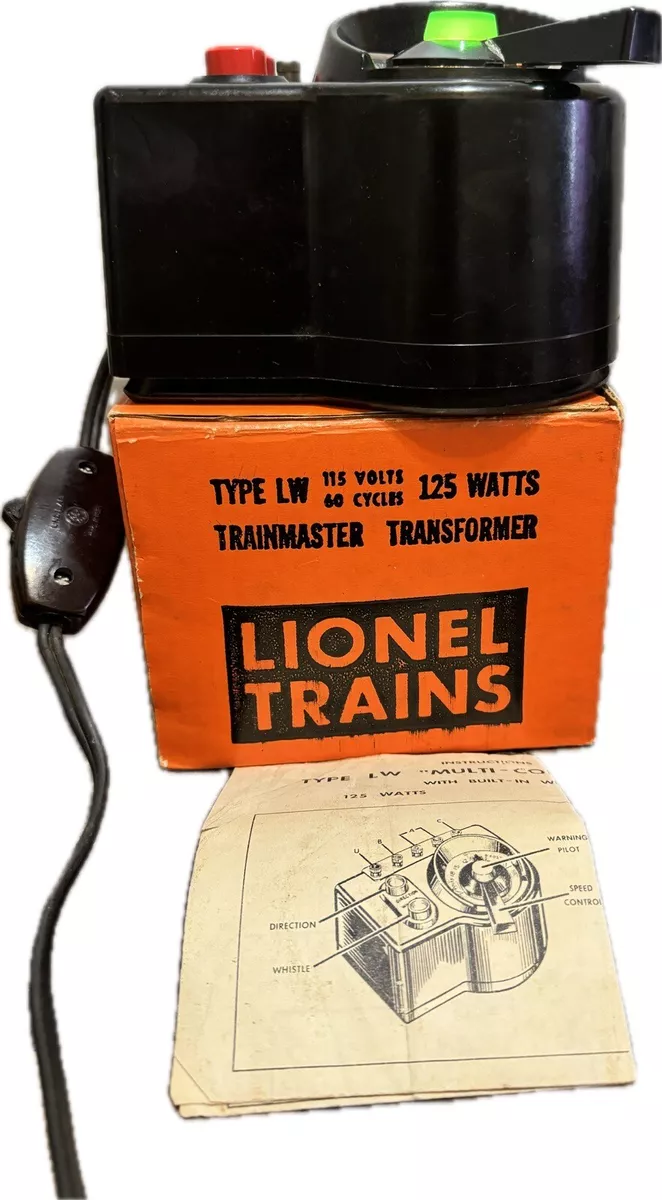 TYPE LW 115 VOLTS 60 CYCLES 125 WATTS
TRAINMASTER TRANSFORMER
LIONEL
TRAINS
INSTRUCTIONS
TYPE LW "MULTI-CO
WITH BUILT-IN W
125 WATTS
U B A C
WARNING
PILOT
DIRECTION
SPEED
CONTROL
DIRECTION
WHISTLE